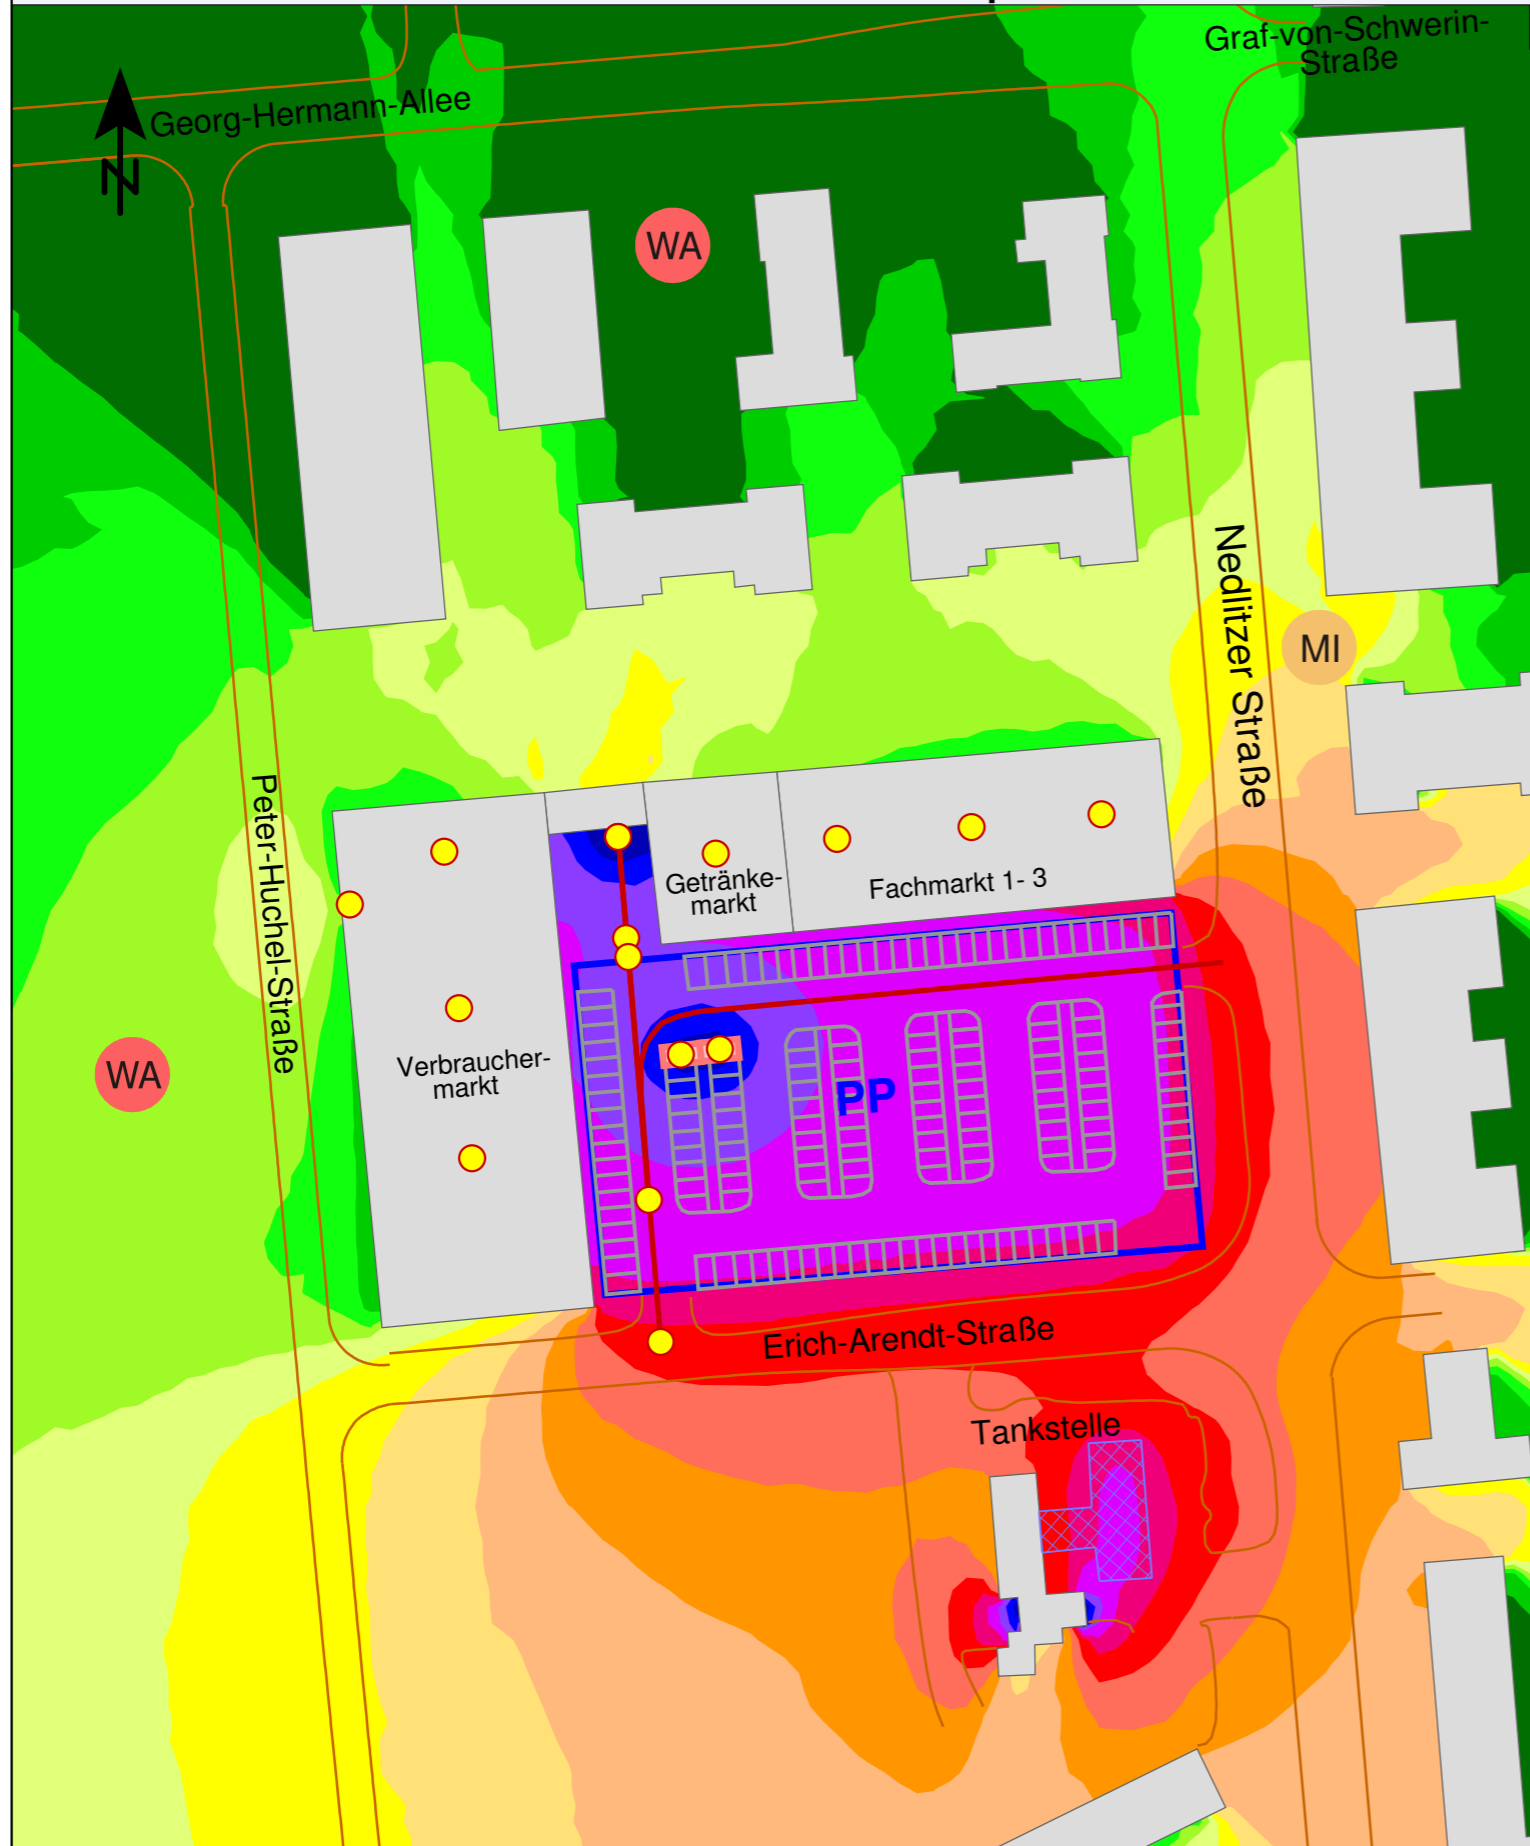 Graf-von-Schwerin-
Straße
Georg-Hermann-Allee
N
WA
Nedlitzer Straße
MI
Peter-Huchel-Straße
Getränke-
markt
Fachmarkt 1- 3
Verbraucher-
markt
WA
PP
Erich-Arendt-Straße
Tankstelle